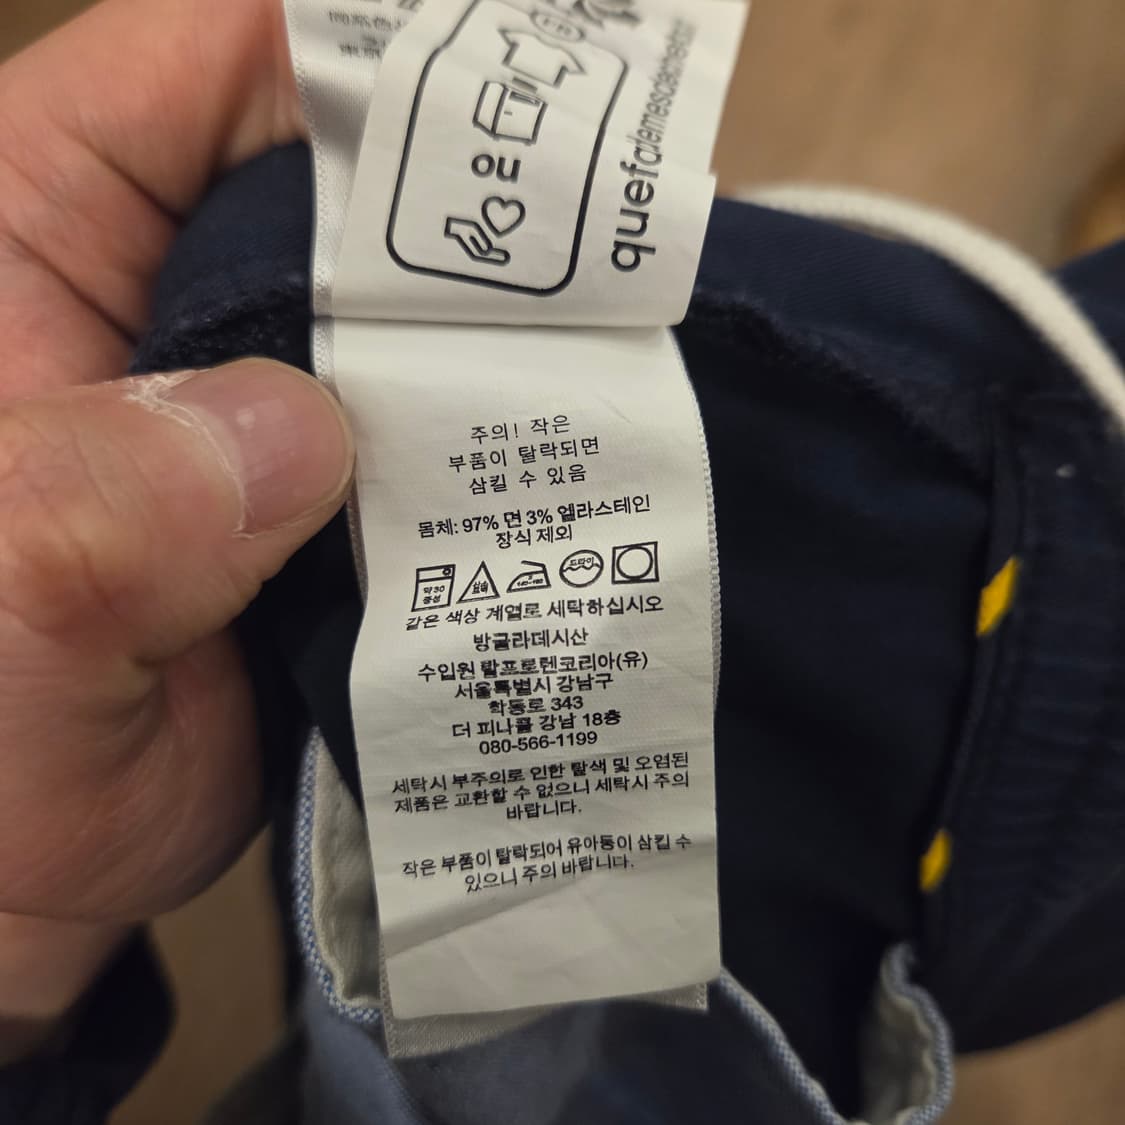 quefairedemesdechets.fr
OU
주의! 작은
부품이 탈락되면
삼킬 수 있음
몸체: 97% 면 3% 엘라스테인
장식 제외
약 30
중성
드라이
같은 색상 계열로 세탁하십시오
방글라데시산
수입원 랄프로렌코리아(유)
서울특별시 강남구
학동로 343
더 피나클 강남 18층
080-566-1199
세탁시 부주의로 인한 탈색 및 오염된
제품은 교환할 수 없으니 세탁시 주의
바랍니다.
작은 부품이 탈락되어 유아동이 삼킬 수
있으니 주의 바랍니다.